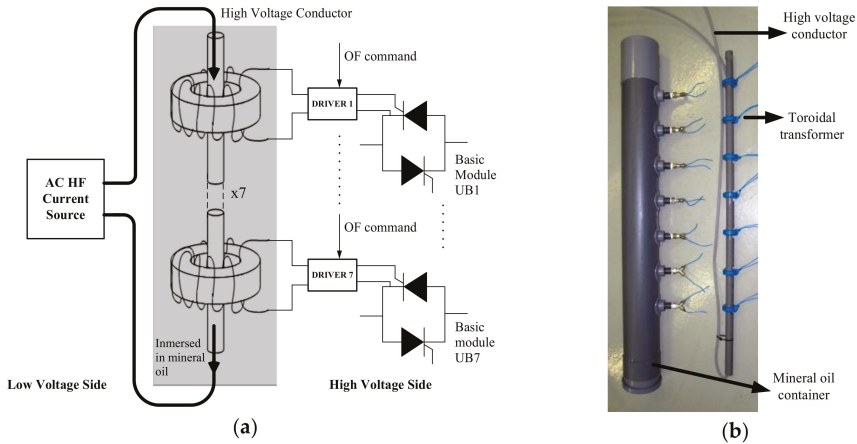 High Voltage Conductor
OF command
DRIVER 1
Basic
Module
UB1
AC HF
Current
Source
x7
OF command
DRIVER 7
Basic
module
UB7
Inmersed
in mineral
oil
Low Voltage Side
High Voltage Side
(a)
High voltage
conductor
Toroidal
transformer
Mineral oil
container
(b)